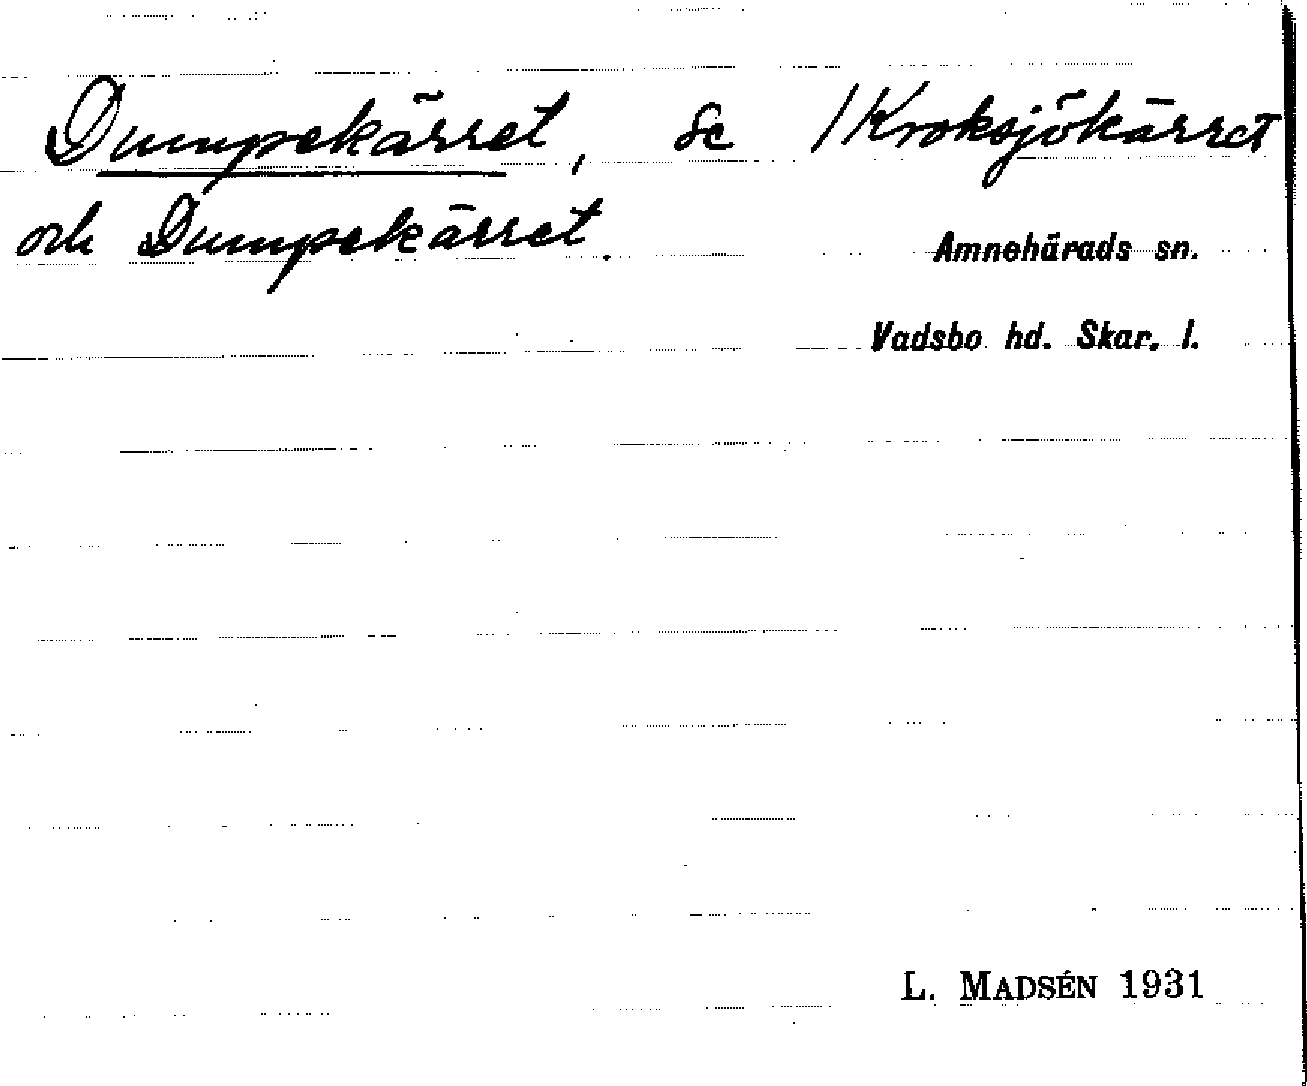 Dumpekärret, se Kroksjökärret
och Dumpekärret.
Amnehärads sn.
Vadsbo hd. Skar. l.
L. MADSÉN 1931